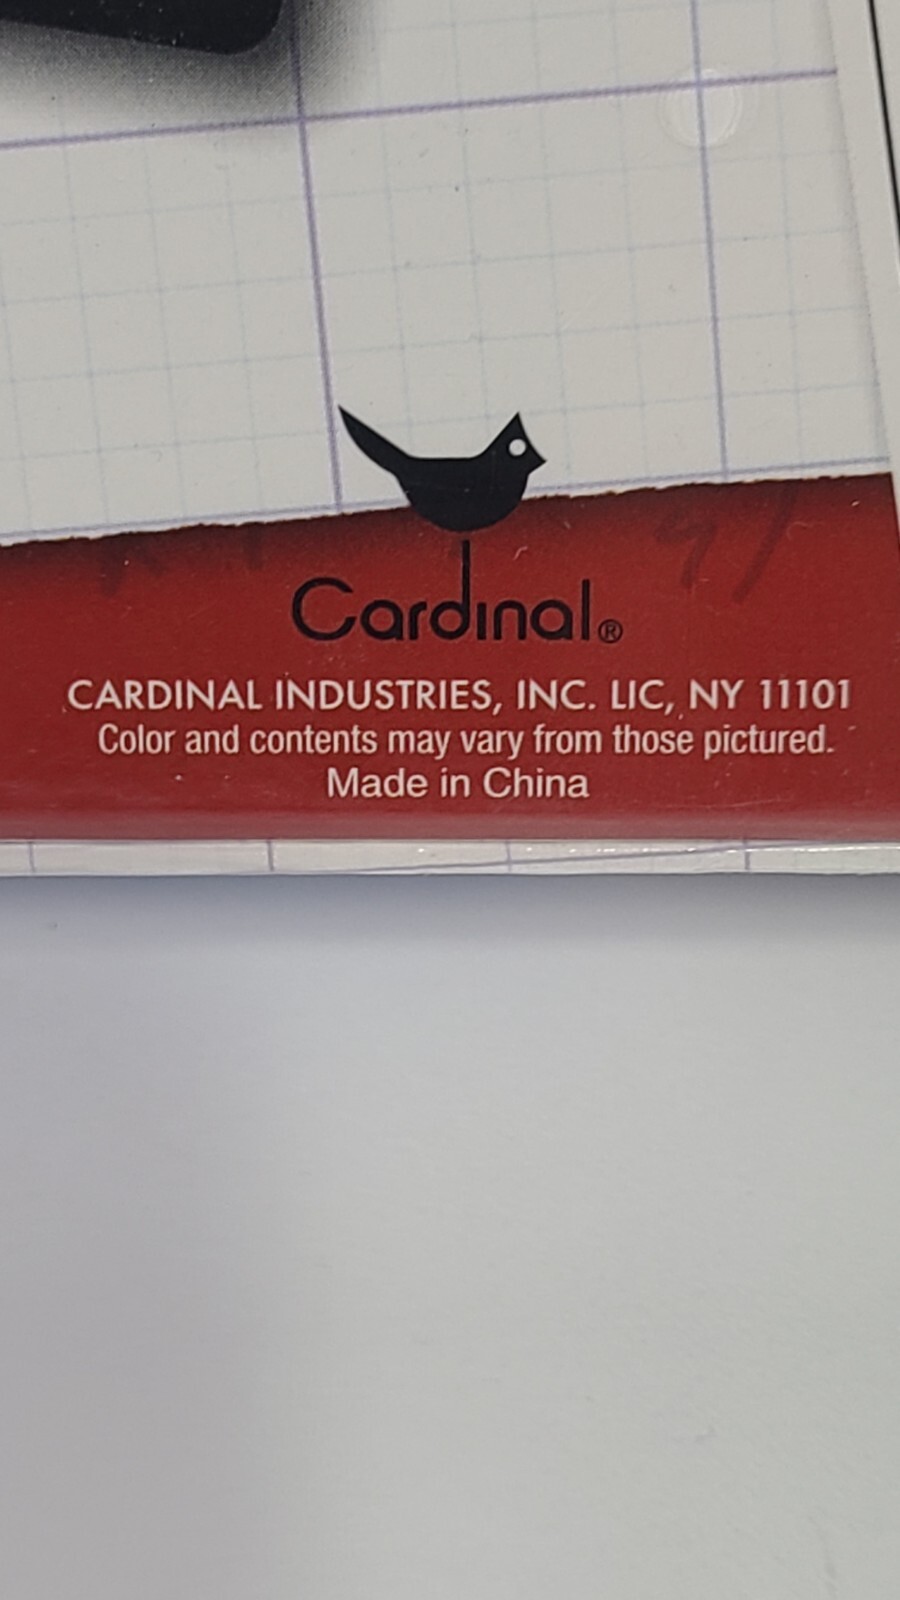 Cardinal®
CARDINAL INDUSTRIES, INC. LIC, NY 11101
Color and contents may vary from those pictured.
Made in China